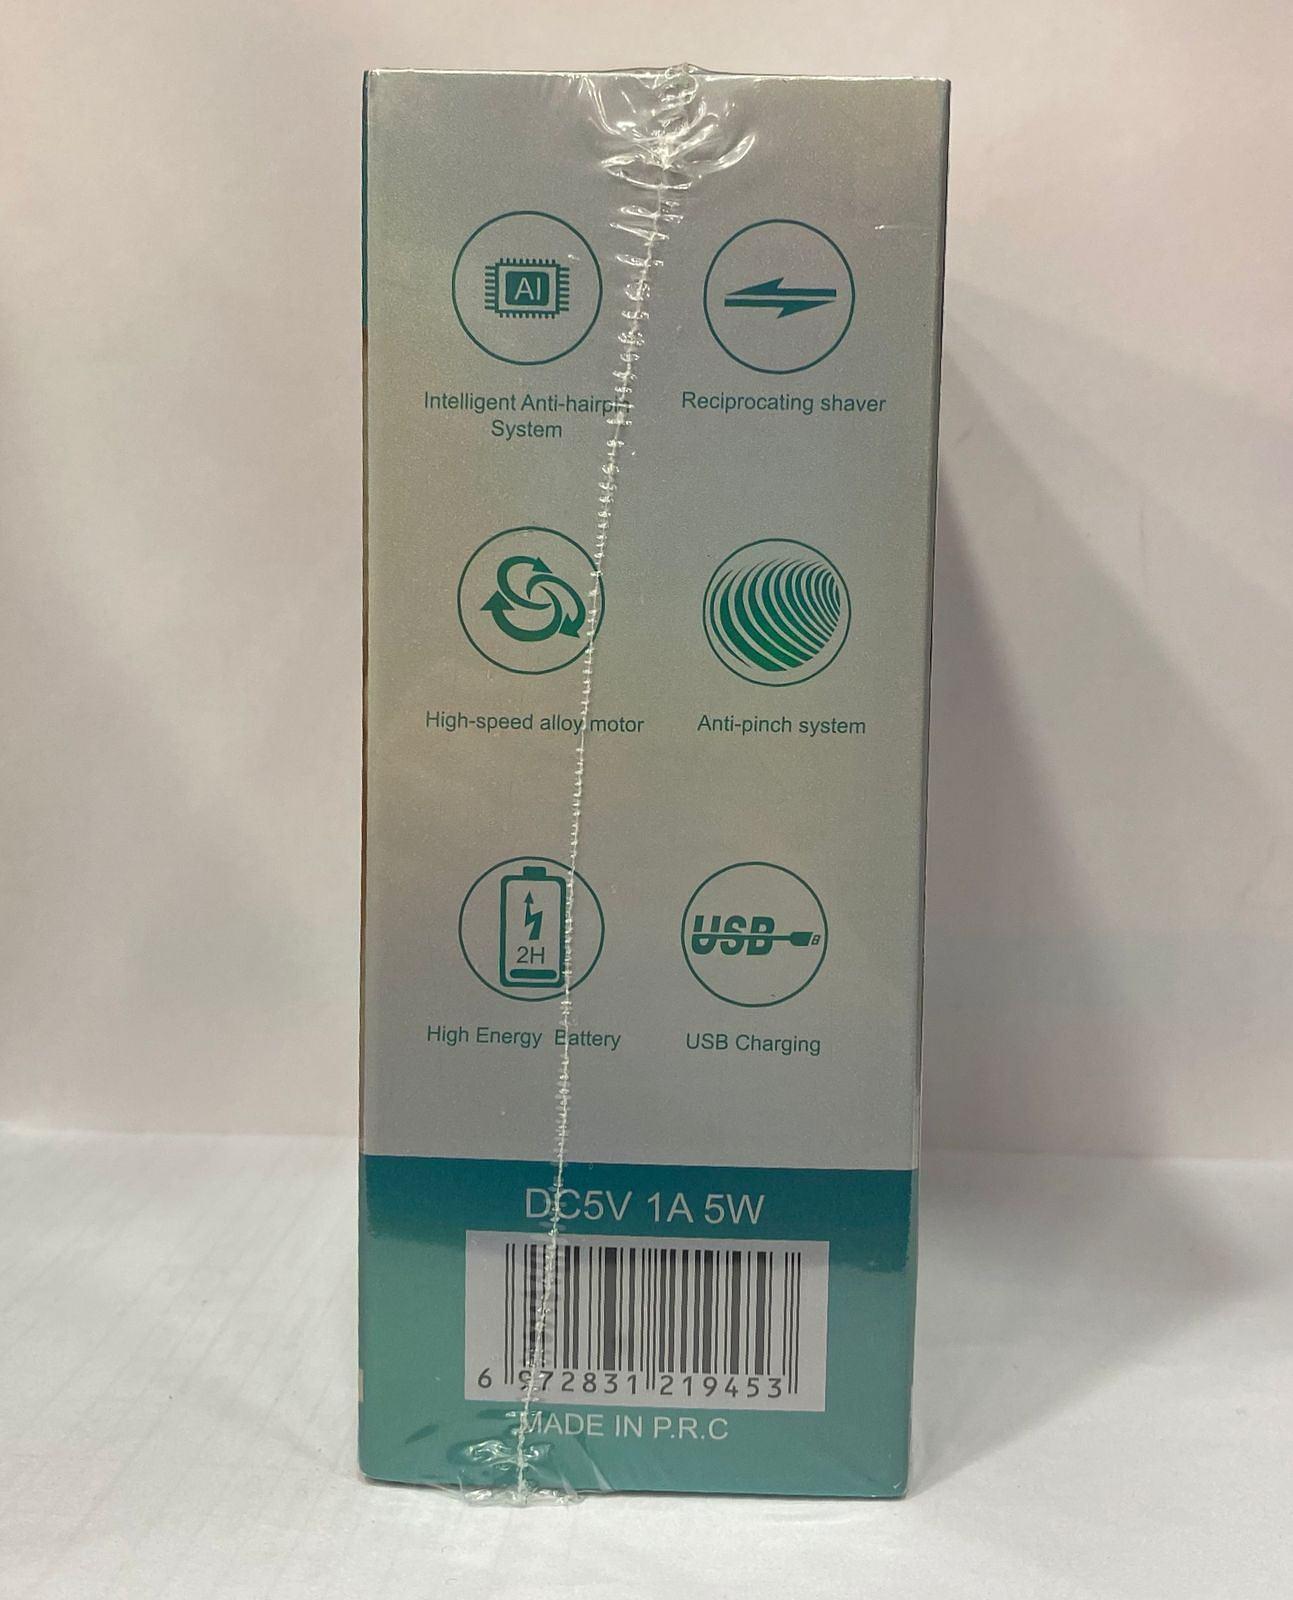 AI
Intelligent Anti-hairpin
System
Reciprocating shaver
High-speed alloy motor
Anti-pinch system
2H
High Energy Battery
USB
USB Charging
DC5V 1A 5W
6 972831 219453
MADE IN P.R.C